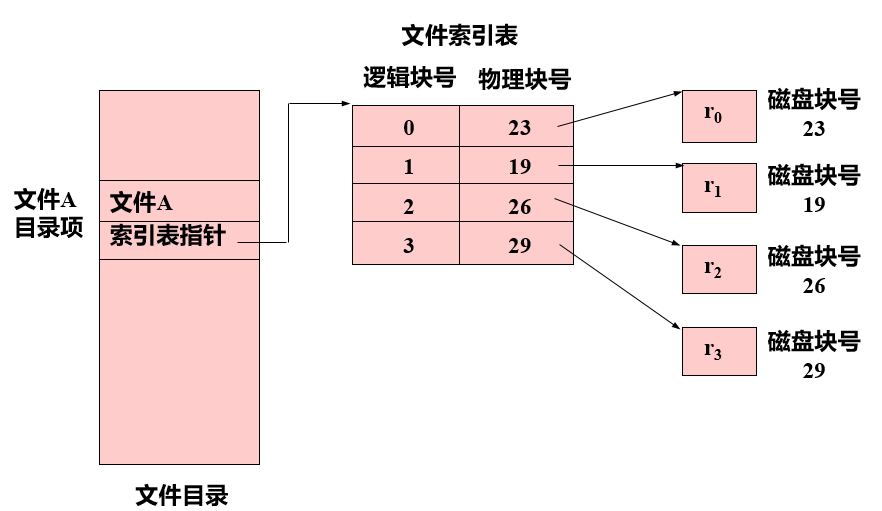 文件索引表
逻辑块号 物理块号
0 23
1 19
2 26
3 29
文件A
目录项
文件A
索引表指针
文件目录
r0
磁盘块号
23
r1
磁盘块号
19
r2
磁盘块号
26
r3
磁盘块号
29